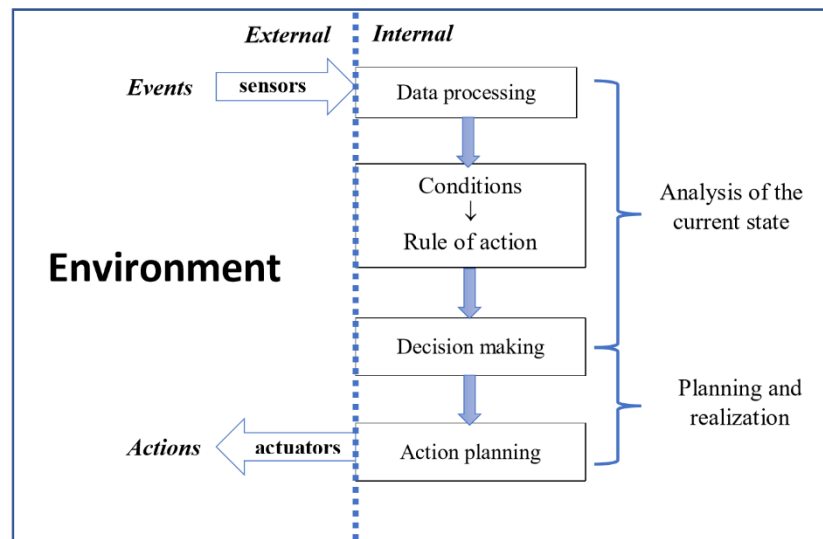 External Internal
Events sensors
Data processing
Conditions
↓
Rule of action
Analysis of the
current state
Environment
Decision making
Planning and
realization
Actions actuators
Action planning